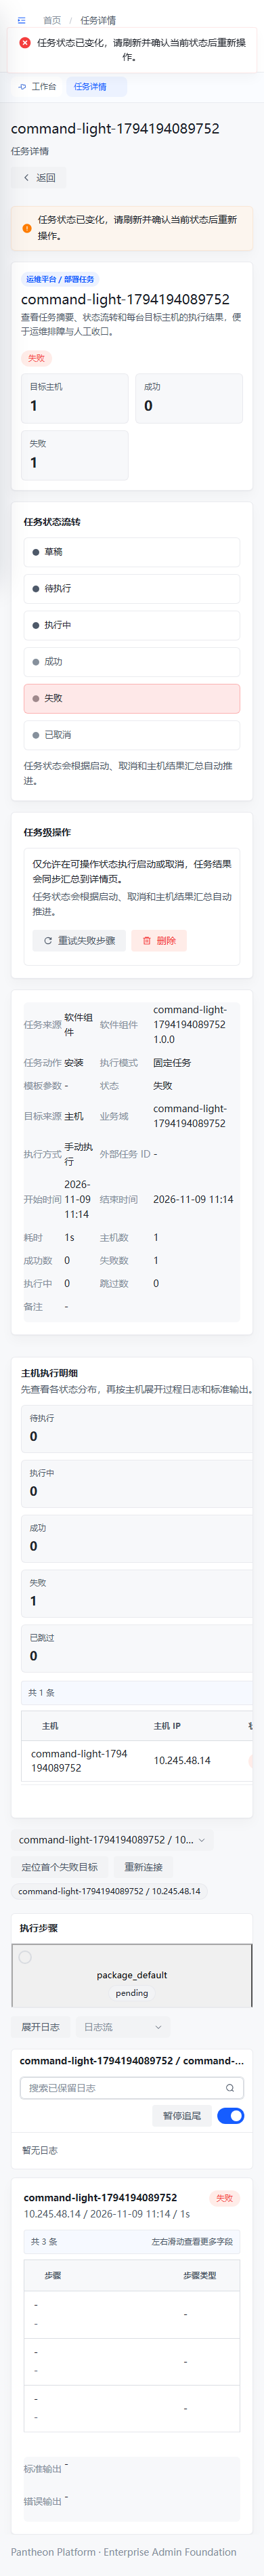 首页 / 任务详情
任务状态已变化，请刷新并确认当前状态后重新操
作。
工作台
任务详情
command-light-1794194089752
任务详情
返回
任务状态已变化，请刷新并确认当前状态后重新
操作。
运维平台 / 部署任务
command-light-1794194089752
查看任务摘要、状态流转和每台目标主机的执行结果，便
于运维排障与人工收口。
失败
目标主机
1
成功
0
失败
1
任务状态流转
草稿
待执行
执行中
成功
失败
已取消
任务状态会根据启动、取消和主机结果汇总自动推
进。
任务级操作
仅允许在可操作状态执行启动或取消，任务结果
会同步汇总到详情页。
任务状态会根据启动、取消和主机结果汇总自动
推进。
重试失败步骤
删除
任务来源 软件组件 软件组件 command-light-1794194089752 1.0.0
任务动作 安装 执行模式 固定任务
模板参数 - 状态 失败
目标来源 主机 业务域 command-light-1794194089752
执行方式 手动执行 外部任务 ID -
开始时间 2026-11-09 11:14 结束时间 2026-11-09 11:14
耗时 1s 主机数 1
成功数 0 失败数 1
执行中 0 跳过数 0
备注 -
主机执行明细
先查看各状态分布，再按主机展开过程日志和标准输出。
待执行
0
执行中
0
成功
0
失败
1
已跳过
0
共 1 条
主机 主机 IP
command-light-1794
194089752
10.245.48.14
command-light-1794194089752 / 10...
定位首个失败目标
重新连接
command-light-1794194089752 / 10.245.48.14
执行步骤
package_default
pending
展开日志
日志流
command-light-1794194089752 / command-...
搜索已保留日志
暂停追尾
暂无日志
command-light-1794194089752
失败
10.245.48.14 / 2026-11-09 11:14 / 1s
共 3 条
左右滑动查看更多字段
步骤 步骤类型
-
-
-
-
-
-
-
-
-
标准输出 -
错误输出 -
Pantheon Platform · Enterprise Admin Foundation